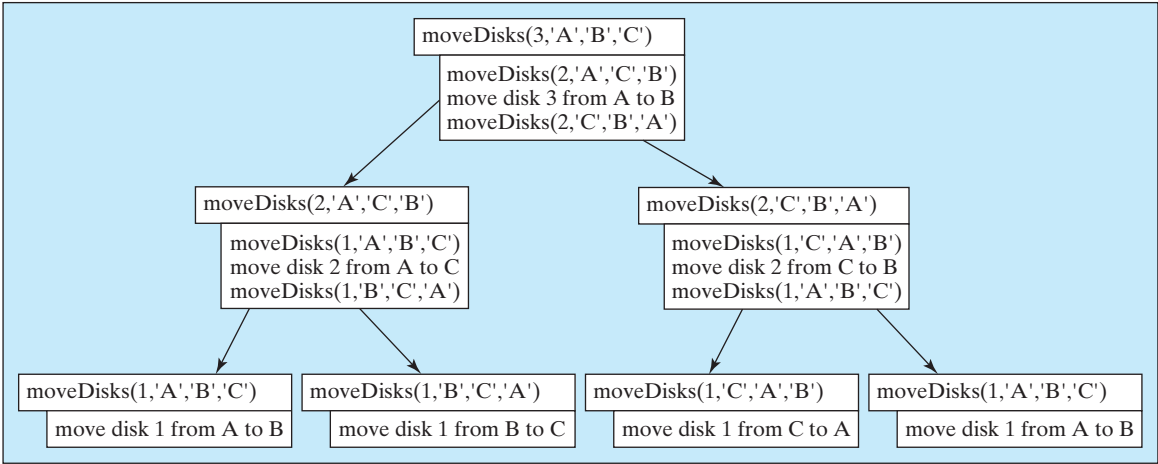 moveDisks(3,'A','B','C')
moveDisks(2,'A','C','B')
move disk 3 from A to B
moveDisks(2,'C','B','A')
moveDisks(2,'A','C','B')
moveDisks(1,'A','B','C')
move disk 2 from A to C
moveDisks(1,'B','C','A')
moveDisks(2,'C','B','A')
moveDisks(1,'C','A','B')
move disk 2 from C to B
moveDisks(1,'A','B','C')
moveDisks(1,'A','B','C')
move disk 1 from A to B
moveDisks(1,'B','C','A')
move disk 1 from B to C
moveDisks(1,'C','A','B')
move disk 1 from C to A
moveDisks(1,'A','B','C')
move disk 1 from A to B